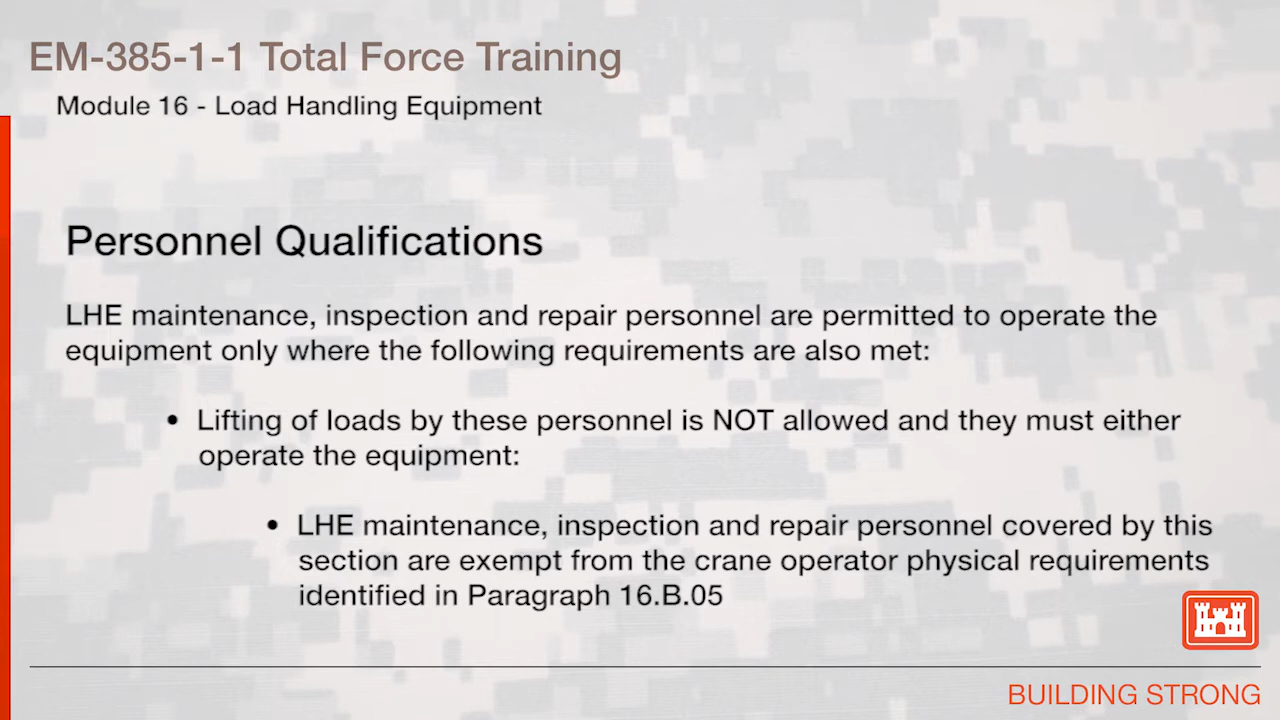 EM-385-1-1 Total Force Training
Module 16 - Load Handling Equipment
Personnel Qualifications
LHE maintenance, inspection and repair personnel are permitted to operate the
equipment only where the following requirements are also met:
• Lifting of loads by these personnel is NOT allowed and they must either
operate the equipment:
• LHE maintenance, inspection and repair personnel covered by this
section are exempt from the crane operator physical requirements
identified in Paragraph 16.B.05
BUILDING STRONG